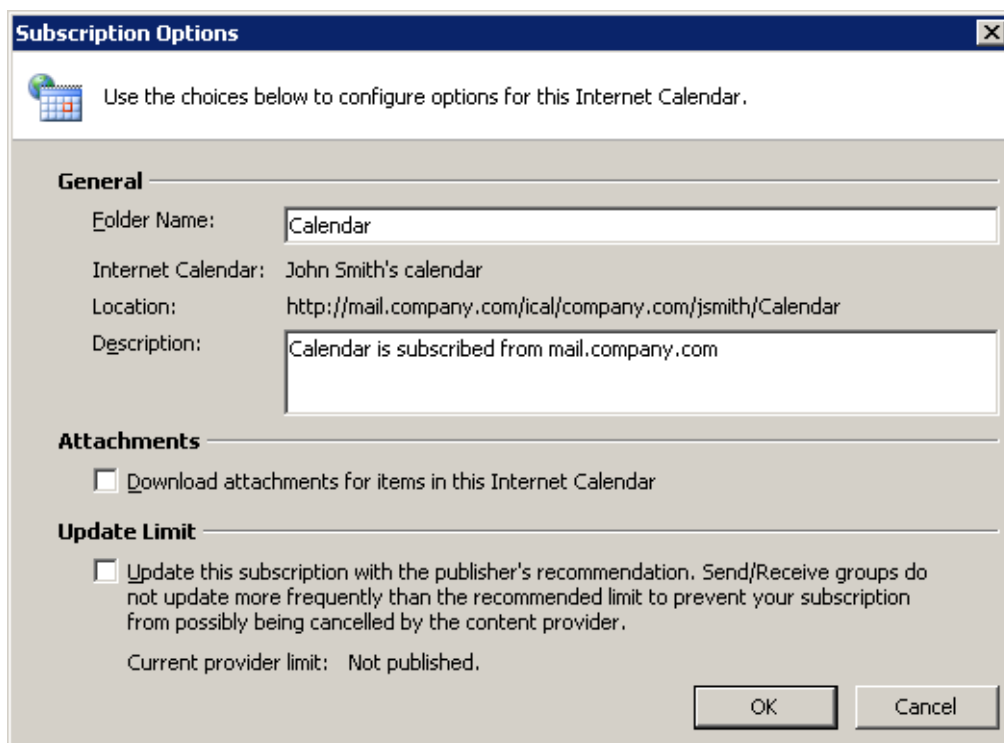 Subscription Options
Use the choices below to configure options for this Internet Calendar.
General
Folder Name: Calendar
Internet Calendar: John Smith's calendar
Location: http://mail.company.com/ical/company.com/jsmith/Calendar
Description: Calendar is subscribed from mail.company.com
Attachments
Download attachments for items in this Internet Calendar
Update Limit
Update this subscription with the publisher's recommendation. Send/Receive groups do
not update more frequently than the recommended limit to prevent your subscription
from possibly being cancelled by the content provider.
Current provider limit: Not published.
OK Cancel